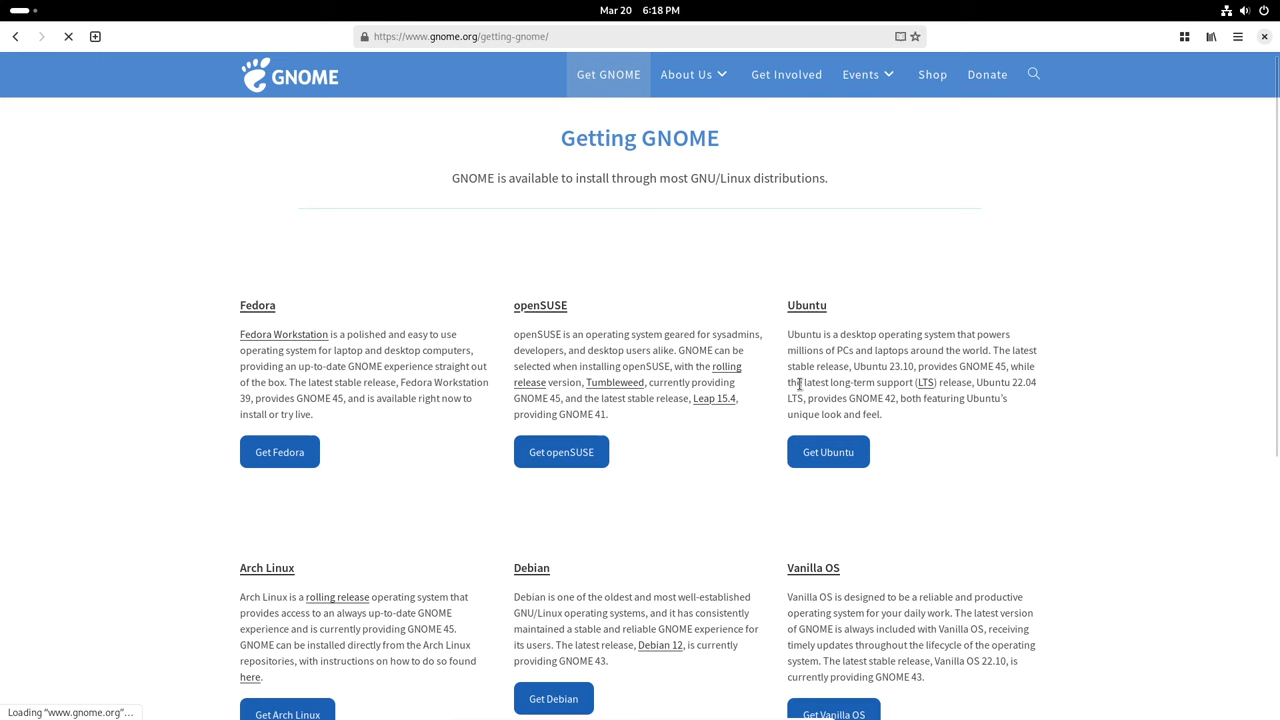 Mar 20 6:18 PM
https://www.gnome.org/getting-gnome/
GNOME
Get GNOME
About Us
Get Involved
Events
Shop
Donate
Getting GNOME
GNOME is available to install through most GNU/Linux distributions.
Fedora
Fedora Workstation is a polished and easy to use
operating system for laptop and desktop computers,
providing an up-to-date GNOME experience straight out
of the box. The latest stable release, Fedora Workstation
39, provides GNOME 45, and is available right now to
install or try live.
Get Fedora
openSUSE
openSUSE is an operating system geared for sysadmins,
developers, and desktop users alike. GNOME can be
selected when installing openSUSE, with the rolling
release version, Tumbleweed, currently providing
GNOME 45, and the latest stable release, Leap 15.4,
providing GNOME 41.
Get openSUSE
Ubuntu
Ubuntu is a desktop operating system that powers
millions of PCs and laptops around the world. The latest
stable release, Ubuntu 23.10, provides GNOME 45, while
the latest long-term support (LTS) release, Ubuntu 22.04
LTS, provides GNOME 42, both featuring Ubuntu's
unique look and feel.
Get Ubuntu
Arch Linux
Arch Linux is a rolling release operating system that
provides access to an always up-to-date GNOME
experience and is currently providing GNOME 45.
GNOME can be installed directly from the Arch Linux
repositories, with instructions on how to do so found
here.
Get Arch Linux
Debian
Debian is one of the oldest and most well-established
GNU/Linux operating systems, and it has consistently
maintained a stable and reliable GNOME experience for
its users. The latest release, Debian 12, is currently
providing GNOME 43.
Get Debian
Vanilla OS
Vanilla OS is designed to be a reliable and productive
operating system for your daily work. The latest version
of GNOME is always included with Vanilla OS, receiving
timely updates throughout the lifecycle of the operating
system. The latest stable release, Vanilla OS 22.10, is
currently providing GNOME 43.
Get Vanilla OS
Loading “www.gnome.org”…